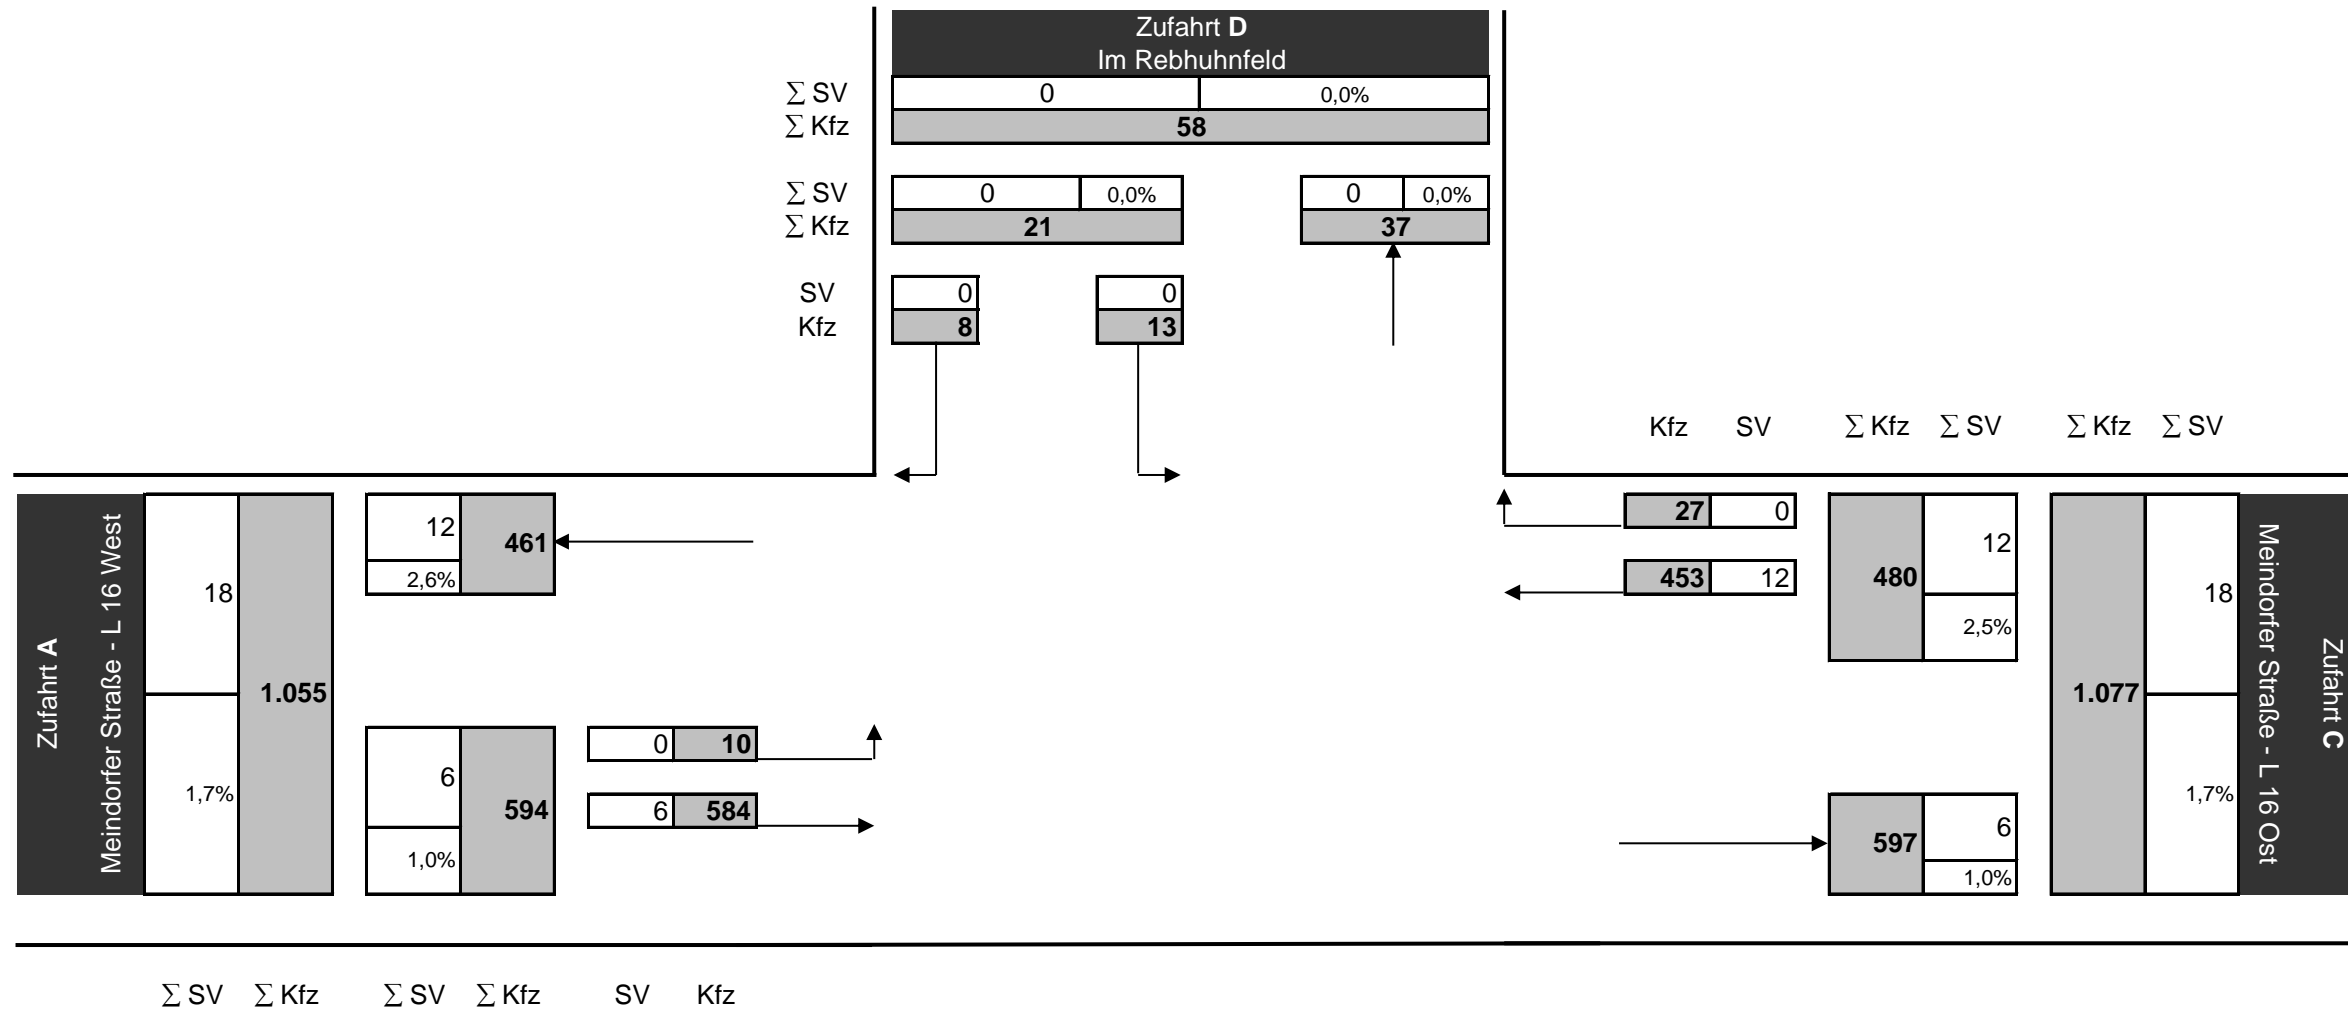 Zufahrt D
Im Rebhuhnfeld
∑ SV 0 0,0%
∑ Kfz 58
∑ SV 0 0,0% 0 0,0%
∑ Kfz 21 37
SV 0 0
Kfz 8 13
Kfz SV ∑ Kfz ∑ SV ∑ Kfz ∑ SV
Zufahrt A
Meindorfer Straße - L 16 West
18
1,7%
1.055
12
2,6%
461
6
1,0%
594
0 10
6 584
27 0
453 12
480
12
2,5%
597
6
1,0%
1.077
18
1,7%
Meindorfer Straße - L 16 Ost
Zufahrt C
∑ SV ∑ Kfz ∑ SV ∑ Kfz SV Kfz